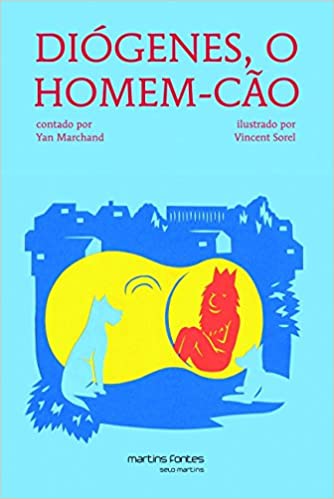 DIÓGENES, O
HOMEM-CÃO
contado por
Yan Marchand
ilustrado por
Vincent Sorel
martins fontes
selo martins